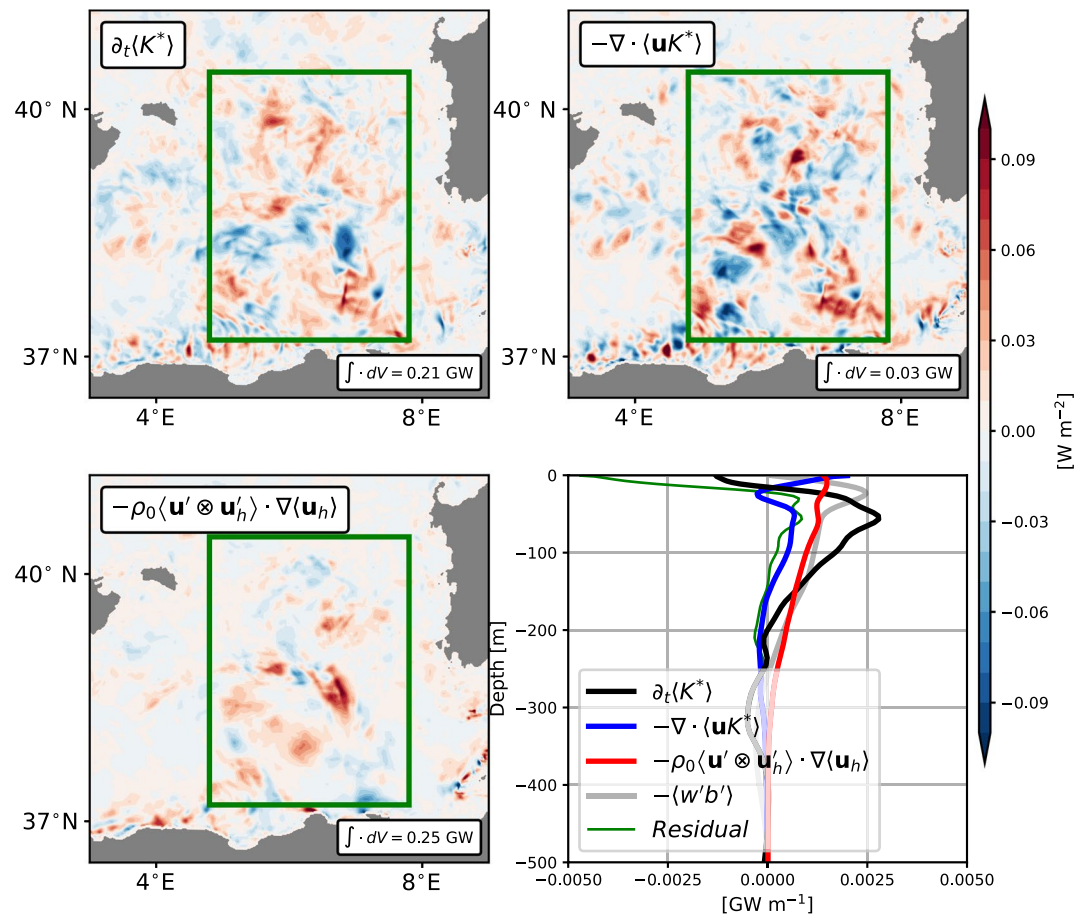 ∂ₜ⟨K*⟩
−∇ · ⟨𝐮K*⟩
40° N
37°N
4°E
8°E
∫ · dV = 0.21 GW
40° N
37°N
4°E
8°E
∫ · dV = 0.03 GW
0.09
0.06
0.03
0.00
−0.03
−0.06
−0.09
[W m⁻²]
−ρ₀⟨𝐮′ ⊗ 𝐮′ₕ⟩ · ∇⟨𝐮ₕ⟩
40° N
37°N
4°E
8°E
∫ · dV = 0.25 GW
0
−100
−200
−300
−400
−500
Depth [m]
∂ₜ⟨K*⟩
−∇ · ⟨𝐮K*⟩
−ρ₀⟨𝐮′ ⊗ 𝐮′ₕ⟩ · ∇⟨𝐮ₕ⟩
−⟨w′b′⟩
Residual
−0.0050
−0.0025
0.0000
0.0025
0.0050
[GW m⁻¹]